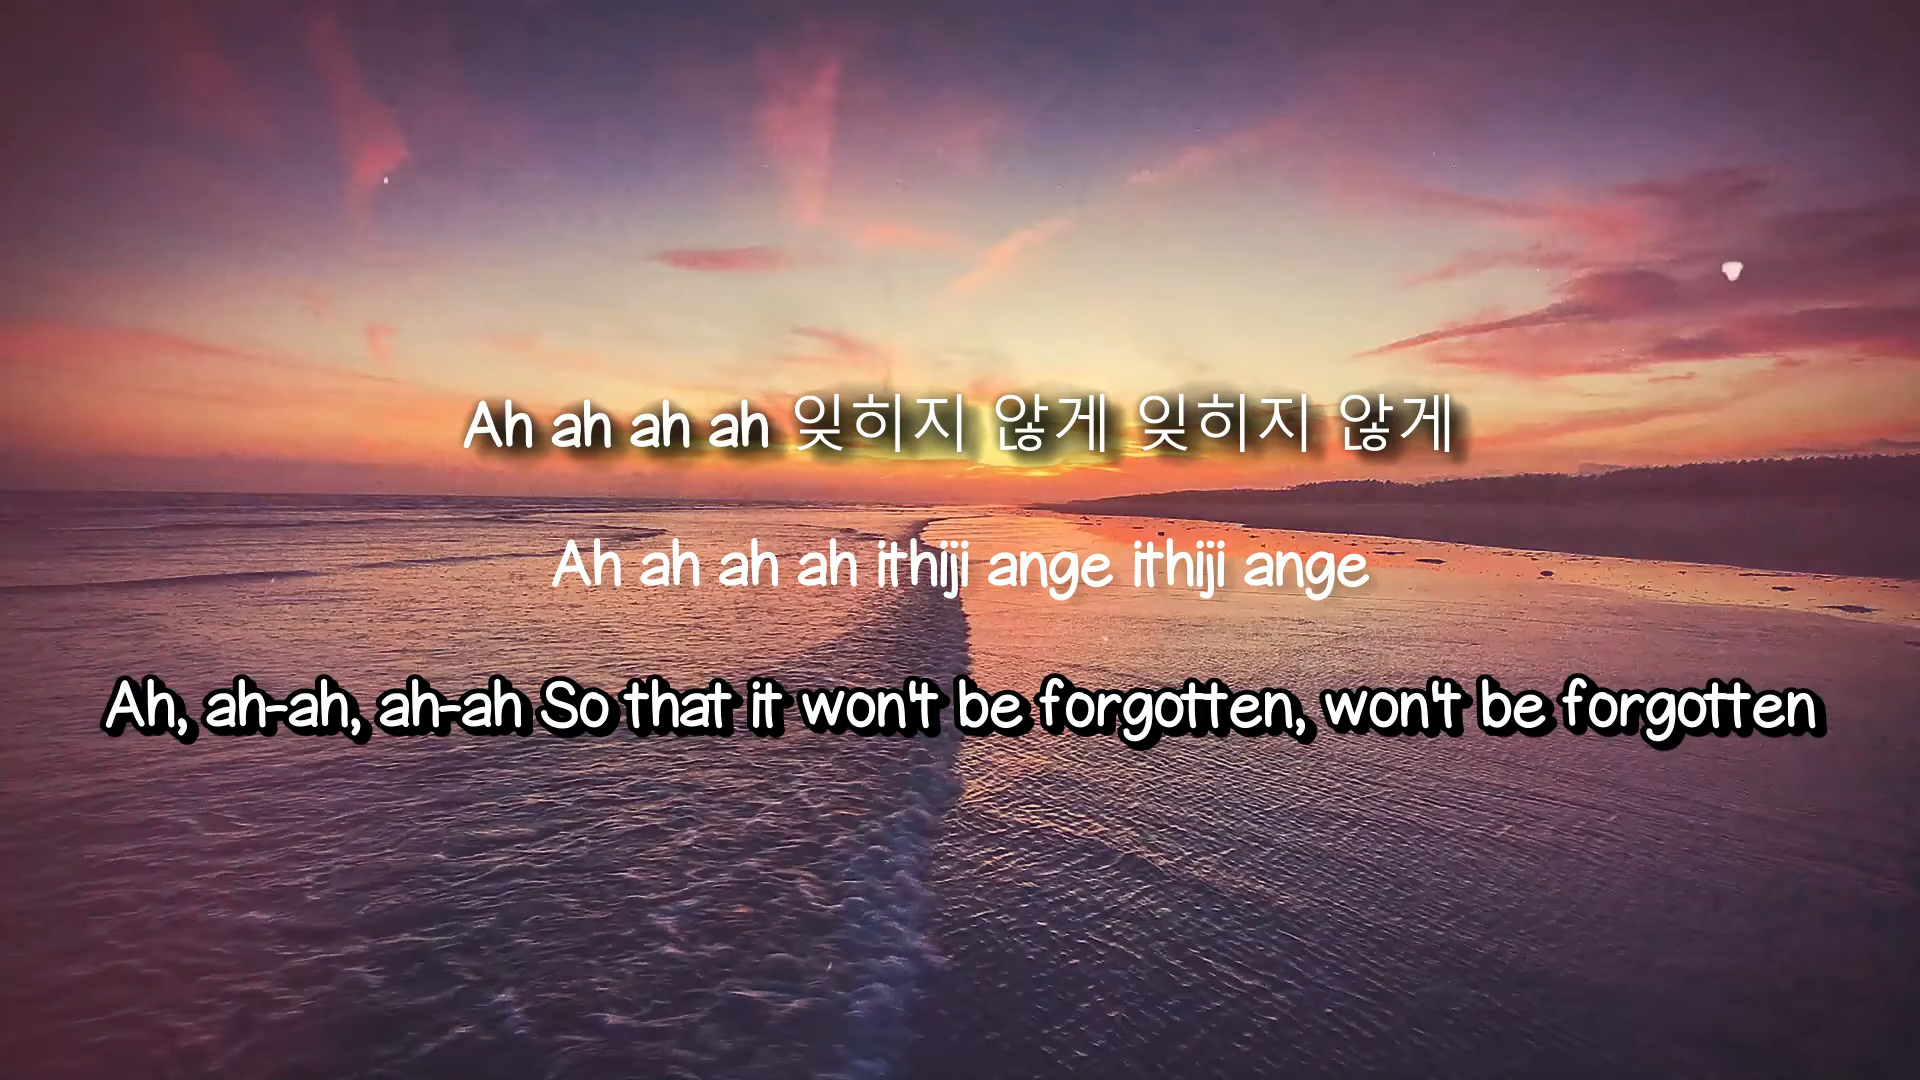 Ah ah ah ah 잊히지 않게 잊히지 않게
Ah ah ah ah ithiji ange ithiji ange
Ah, ah-ah, ah-ah So that it won't be forgotten, won't be forgotten